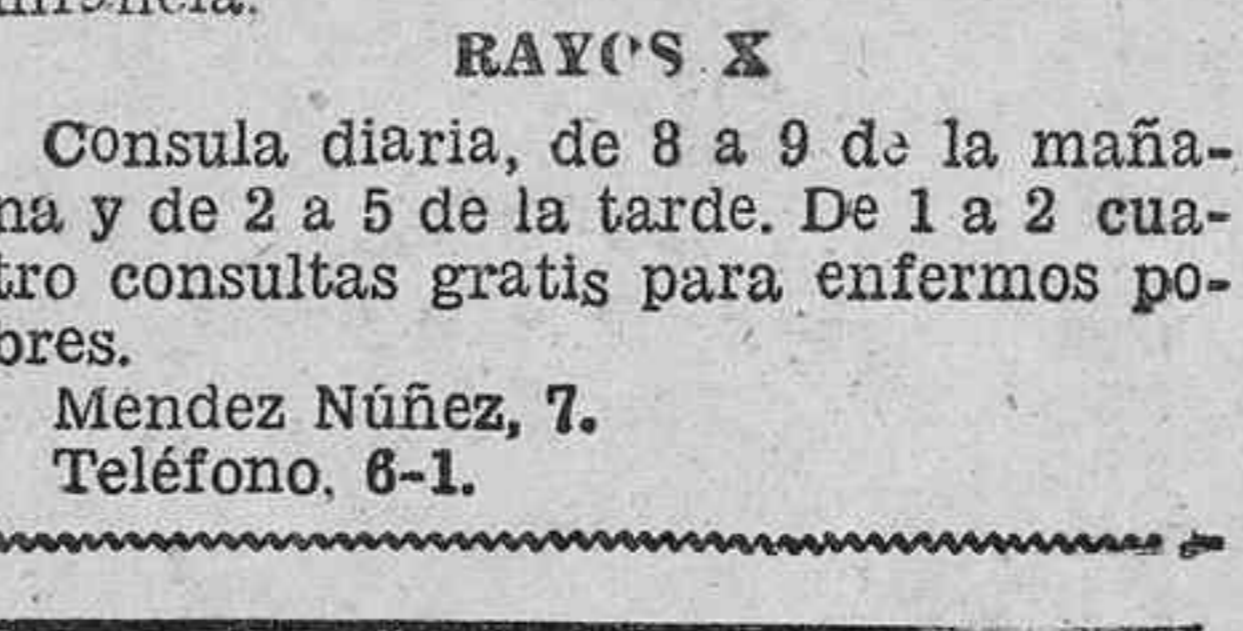 RAYOS X
Consula diaria, de 8 a 9 de la maña-
na y de 2 a 5 de la tarde. De 1 a 2 cua-
tro consultas gratis para enfermos po-
bres.
Mendez Núñez, 7.
Teléfono, 6-1.